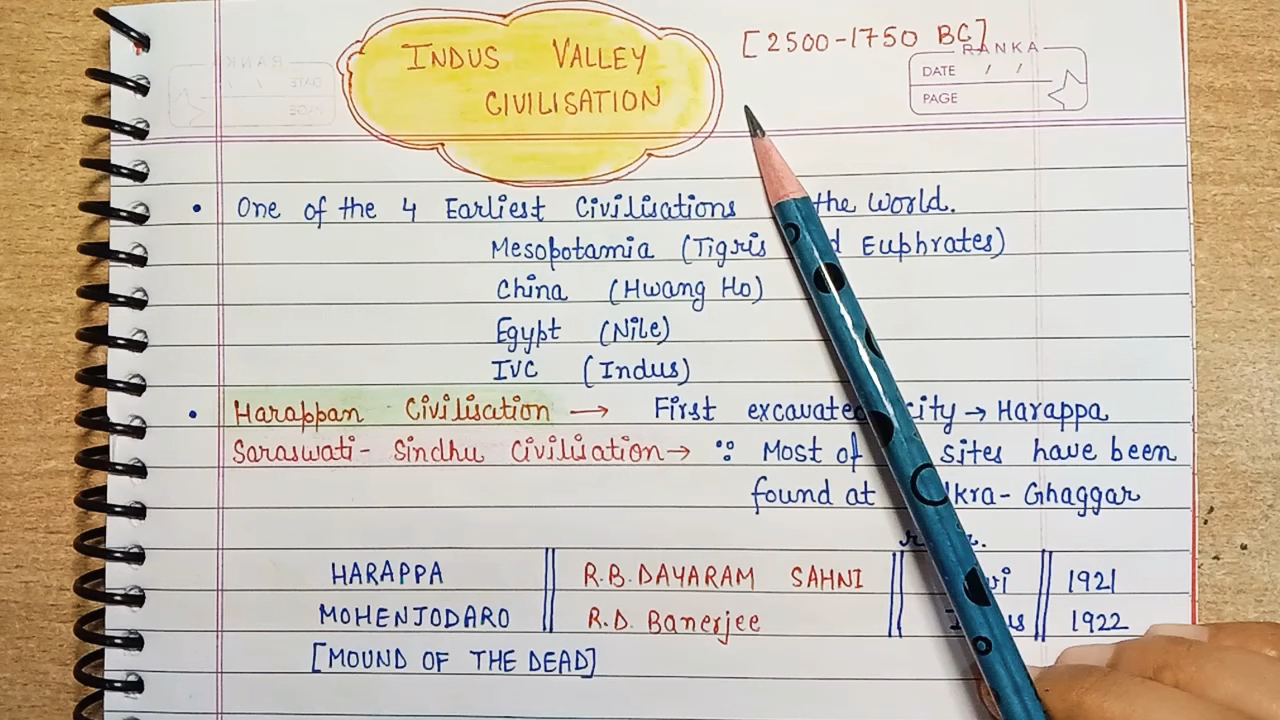 INDUS VALLEY
CIVILISATION
[2500-1750 BC]
RANKA
DATE / /
PAGE
• One of the 4 Earliest Civilisations the World.
Mesopotamia (Tigris Euphrates)
China (Hwang Ho)
Egypt (Nile)
IVC (Indus)
• Harappan Civilisation → First excavated city → Harappa
Saraswati-Sindhu Civilisation → ∵ Most of sites have been
found at Ghaggar
HARAPPA R.B. DAYARAM SAHNI 1921
MOHENJODARO R.D. Banerjee 1922
[MOUND OF THE DEAD]